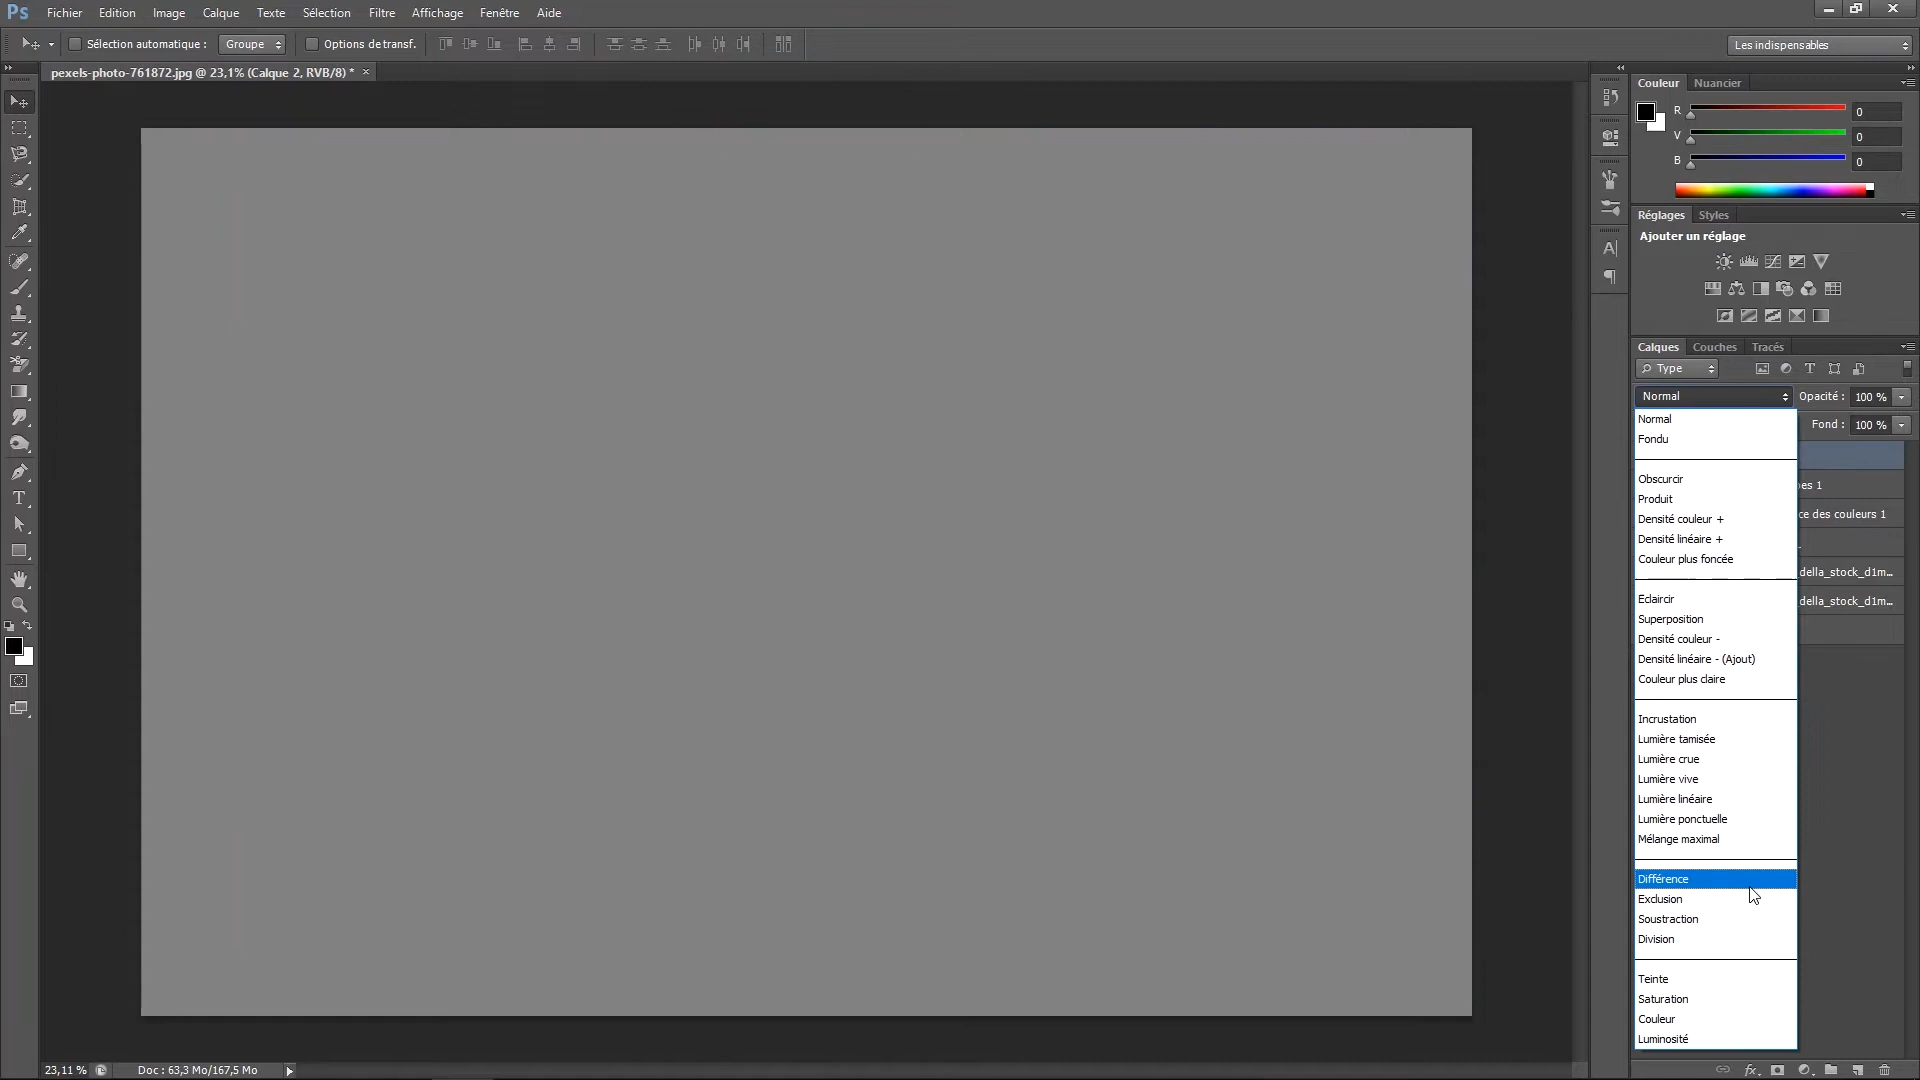 Ps Fichier Edition Image Calque Texte Sélection Filtre Affichage Fenêtre Aide
Sélection automatique : Groupe Options de transf. Les indispensables
pexels-photo-761872.jpg @ 23,1% (Calque 2, RVB/8) * ×
Couleur Nuancier
R 0
V 0
B 0
Réglages Styles
Ajouter un réglage
Calques Couches Tracés
Type
Normal Opacité : 100 %
Fond : 100 %
Normal
Fondu
Obscurcir
Produit
Densité couleur +
Densité linéaire +
Couleur plus foncée
Eclaircir
Superposition
Densité couleur -
Densité linéaire - (Ajout)
Couleur plus claire
Incrustation
Lumière tamisée
Lumière crue
Lumière vive
Lumière linéaire
Lumière ponctuelle
Mélange maximal
Différence
Exclusion
Soustraction
Division
Teinte
Saturation
Couleur
Luminosité
es 1
ce des couleurs 1
della_stock_d1m...
della_stock_d1m...
23,11 % Doc : 63,3 Mo/167,5 Mo
fx